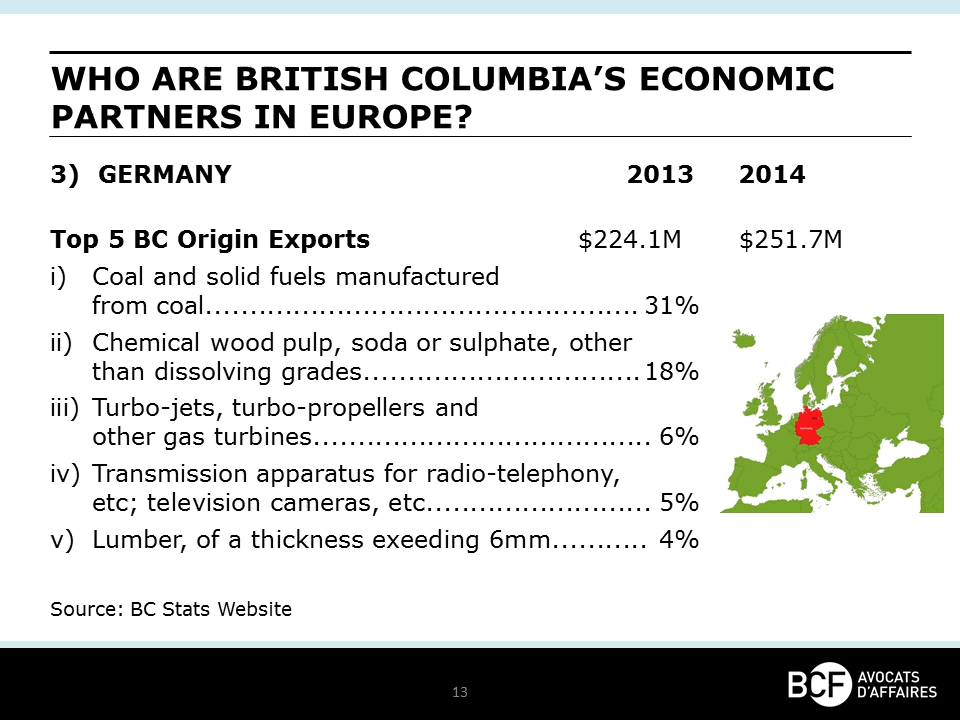 WHO ARE BRITISH COLUMBIA’S ECONOMIC
PARTNERS IN EUROPE?
3) GERMANY 2013 2014
Top 5 BC Origin Exports $224.1M $251.7M
i) Coal and solid fuels manufactured
from coal................................................ 31%
ii) Chemical wood pulp, soda or sulphate, other
than dissolving grades............................... 18%
iii) Turbo-jets, turbo-propellers and
other gas turbines...................................... 6%
iv) Transmission apparatus for radio-telephony,
etc; television cameras, etc......................... 5%
v) Lumber, of a thickness exeeding 6mm........... 4%
Source: BC Stats Website
13
BCF AVOCATS
D’AFFAIRES